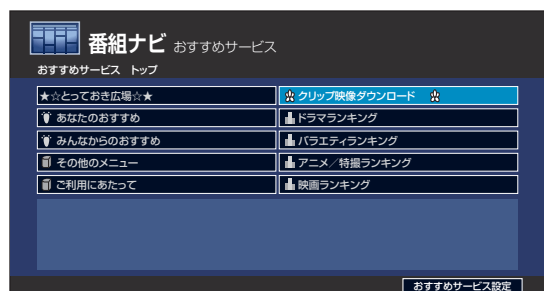 番組ナビ おすすめサービス
おすすめサービス トップ
★☆とっておき広場☆★
クリップ映像ダウンロード
あなたのおすすめ
ドラマランキング
みんなからのおすすめ
バラエティランキング
その他のメニュー
アニメ／特撮ランキング
ご利用にあたって
映画ランキング
おすすめサービス設定